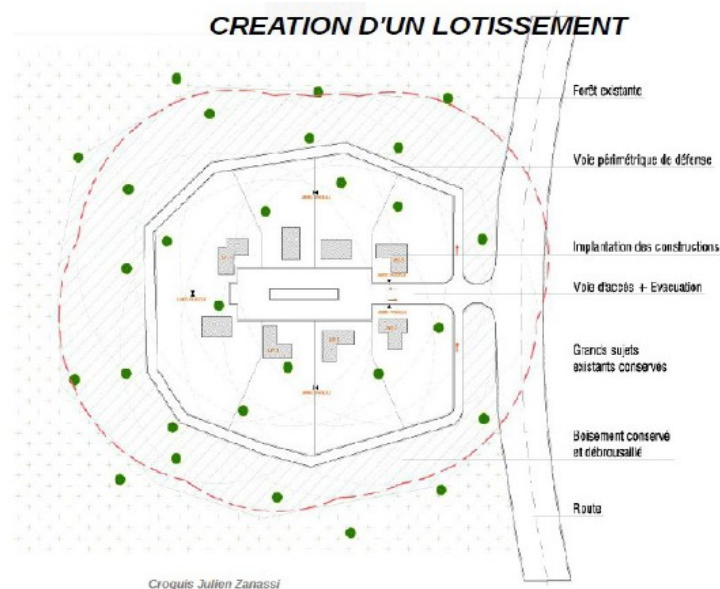 CREATION D'UN LOTISSEMENT
Forêt existante
Voie périmétrique de défense
Implantation des constructions
Voie d'accès + Evacuation
Grands sujets
existants conservés
Boisement conservé
et débrousaillé
Route
Croquis Julien Zanassi